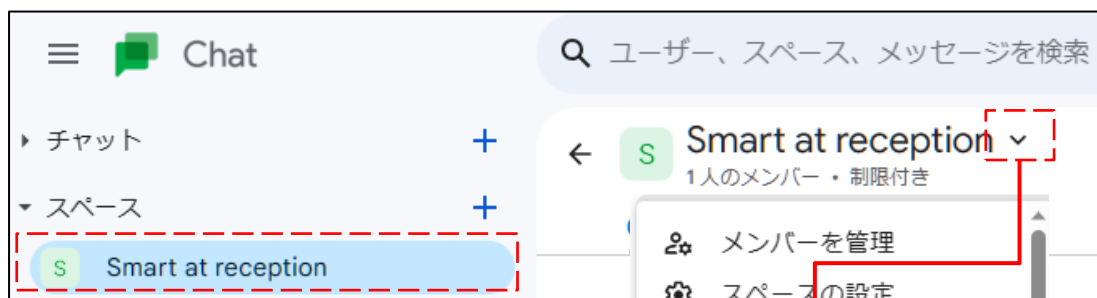 Chat
ユーザー、スペース、メッセージを検索
チャット
スペース
S Smart at reception
S Smart at reception
1人のメンバー・制限付き
メンバーを管理
スペースの設定